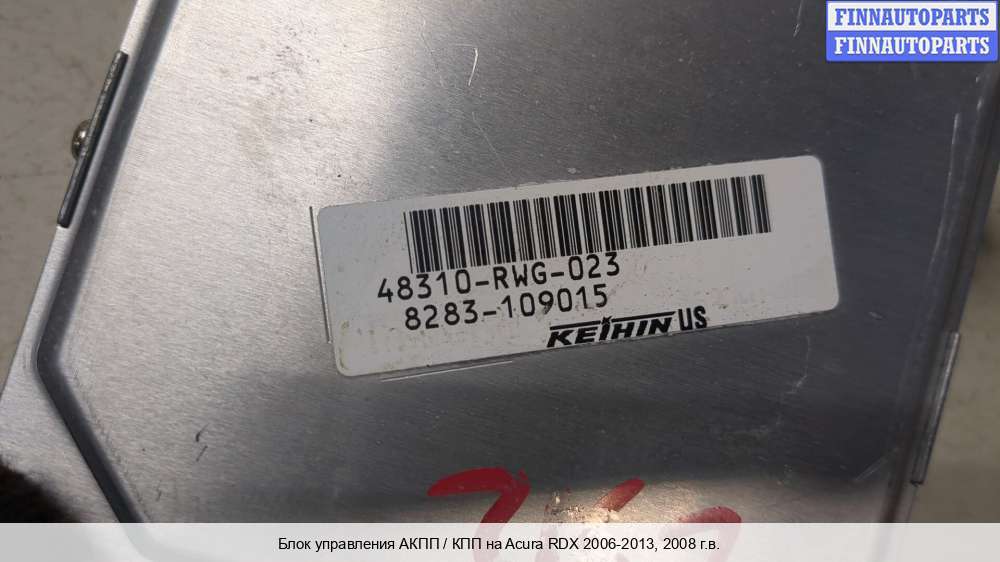 FINNAUTOPARTS
FINNAUTOPARTS
48310-RWG-023
8283-109015
KEIHIN US
Блок управления АКПП / КПП на Acura RDX 2006-2013, 2008 г.в.